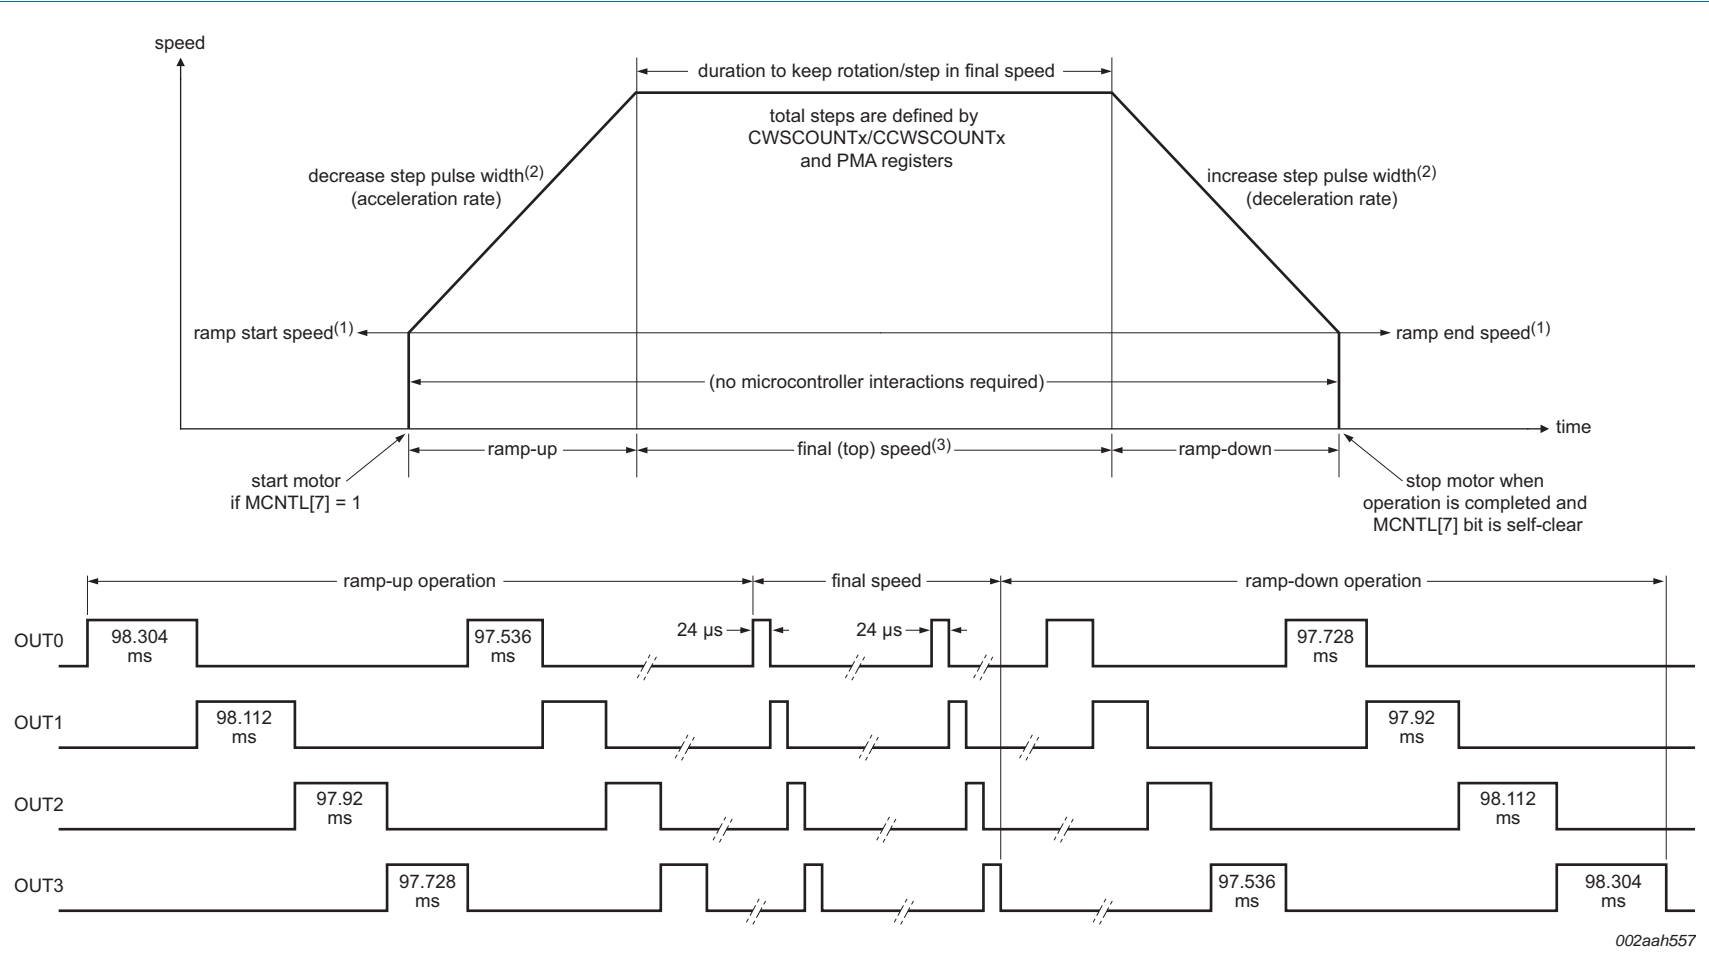 speed
duration to keep rotation/step in final speed
total steps are defined by
CWSCOUNTx/CCWSCOUNTx
and PMA registers
decrease step pulse width(2)
(acceleration rate)
increase step pulse width(2)
(deceleration rate)
ramp start speed(1)
ramp end speed(1)
(no microcontroller interactions required)
time
ramp-up
final (top) speed(3)
ramp-down
start motor
if MCNTL[7] = 1
stop motor when
operation is completed and
MCNTL[7] bit is self-clear
ramp-up operation
final speed
ramp-down operation
OUT0
98.304
ms
97.536
ms
24 μs
24 μs
97.728
ms
OUT1
98.112
ms
97.92
ms
OUT2
97.92
ms
98.112
ms
OUT3
97.728
ms
97.536
ms
98.304
ms
002aah557